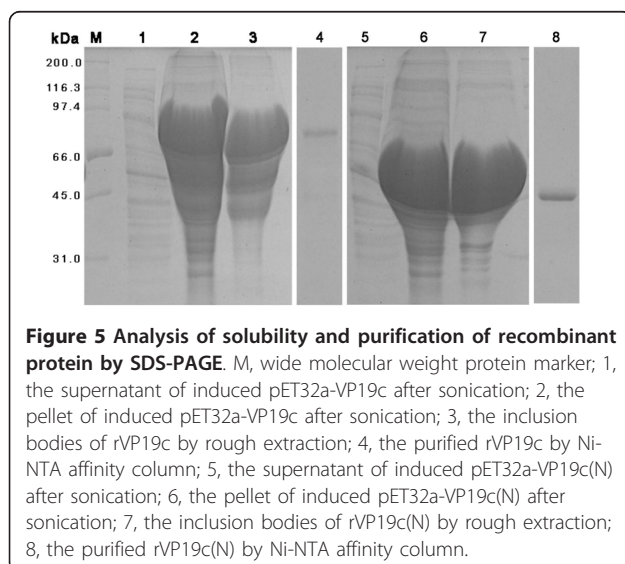 kDa M 1 2 3 4 5 6 7 8
200.0
116.3
97.4
66.0
45.0
31.0
Figure 5 Analysis of solubility and purification of recombinant
protein by SDS-PAGE. M, wide molecular weight protein marker; 1,
the supernatant of induced pET32a-VP19c after sonication; 2, the
pellet of induced pET32a-VP19c after sonication; 3, the inclusion
bodies of rVP19c by rough extraction; 4, the purified rVP19c by Ni-
NTA affinity column; 5, the supernatant of induced pET32a-VP19c(N)
after sonication; 6, the pellet of induced pET32a-VP19c(N) after
sonication; 7, the inclusion bodies of rVP19c(N) by rough extraction;
8, the purified rVP19c(N) by Ni-NTA affinity column.